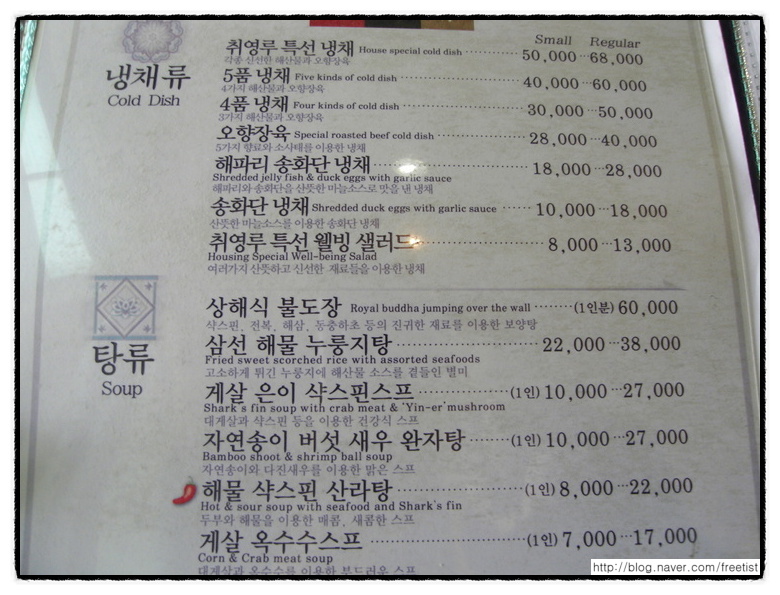 Small Regular
냉채류
Cold Dish
취영루 특선 냉채 House special cold dish 50,000 68,000
각종 신선한 해산물과 오향장육
5품 냉채 Five kinds of cold dish 40,000 60,000
4가지 해산물과 오향장육
4품 냉채 Four kinds of cold dish 30,000 50,000
3가지 해산물과 오향장육
오향장육 Special roasted beef cold dish 28,000 40,000
5가지 향료와 소사태를 이용한 냉채
해파리 송화단 냉채 18,000 28,000
Shredded jelly fish & duck eggs with garlic sauce
해파리와 송화단을 산뜻한 마늘소스로 맛을 낸 냉채
송화단 냉채 Shredded duck eggs with garlic sauce 10,000 18,000
산뜻한 마늘소스를 이용한 송화단 냉채
취영루 특선 웰빙 샐러드 8,000 13,000
Housing Special Well-being Salad
여러가지 산뜻하고 신선한 재료들을 이용한 냉채
탕류
Soup
상해식 불도장 Royal buddha jumping over the wall (1인분) 60,000
샥스핀, 전복, 해삼, 동충하초 등의 진귀한 재료를 이용한 보양탕
삼선 해물 누룽지탕 22,000 38,000
Fried sweet scorched rice with assorted seafoods
고소하게 튀긴 누룽지에 해산물 소스를 곁들인 별미
게살 은이 샥스핀스프 (1인) 10,000 27,000
Shark's fin soup with crab meat & 'Yin-er' mushroom
대게살과 샥스핀 등을 이용한 건강식 스프
자연송이 버섯 새우 완자탕 (1인) 10,000 27,000
Bamboo shoot & shrimp ball soup
자연송이와 다진새우를 이용한 맑은 스프
해물 샥스핀 산라탕 (1인) 8,000 22,000
Hot & sour soup with seafood and Shark's fin
두부와 해물을 이용한 매콤, 새콤한 스프
게살 옥수수스프 (1인) 7,000 17,000
Corn & Crab meat soup
대게살과 옥수수를 이용한 부드러운 스프
http://blog.naver.com/freetist